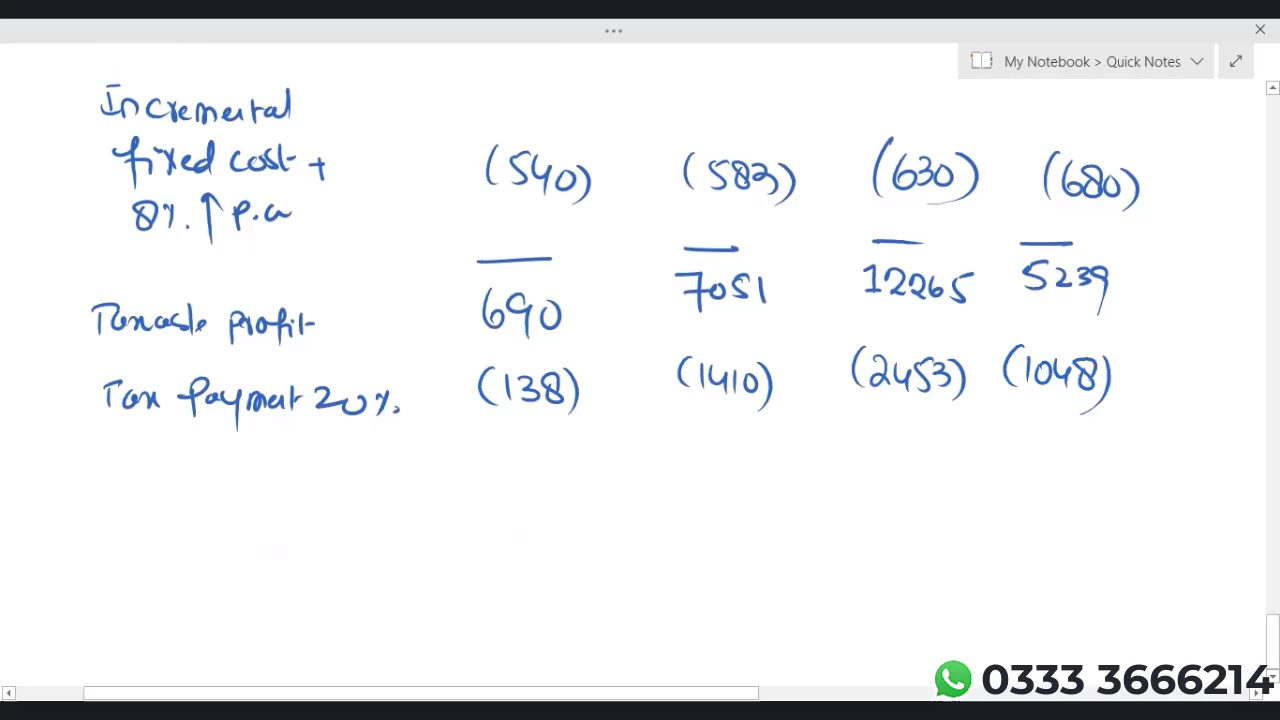 My Notebook > Quick Notes
Incremental
fixed cost + (540) (583) (630) (680)
8% ↑ p.a
690 7051 12265 5239
Taxable profit
Tax Payment 20%. (138) (1410) (2453) (1048)
0333 3666214